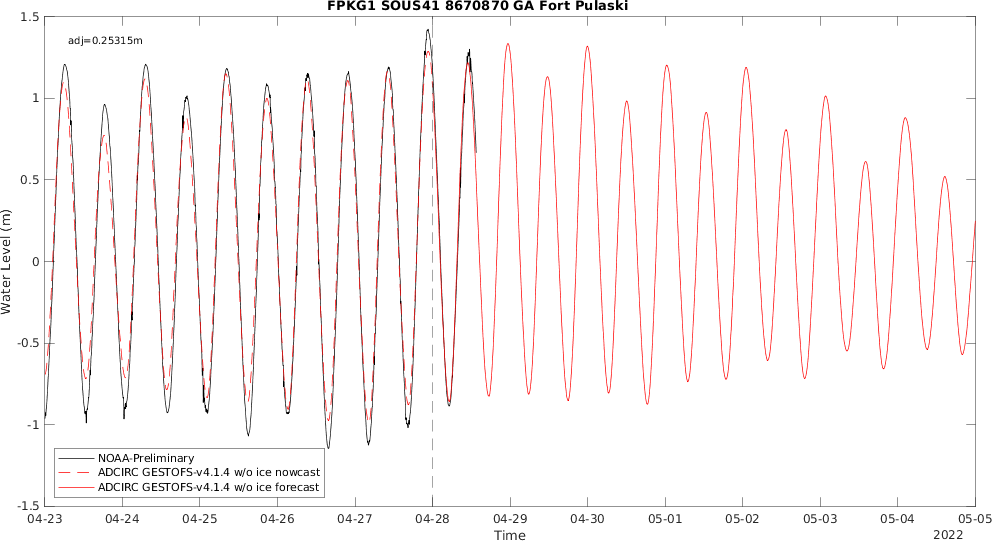 FPKG1 SOUS41 8670870 GA Fort Pulaski
adj=0.25315m
1.5
1
0.5
0
-0.5
-1
-1.5
Water Level (m)
NOAA-Preliminary
ADCIRC GESTOFS-v4.1.4 w/o ice nowcast
ADCIRC GESTOFS-v4.1.4 w/o ice forecast
04-23 04-24 04-25 04-26 04-27 04-28 04-29 04-30 05-01 05-02 05-03 05-04 05-05
Time
2022